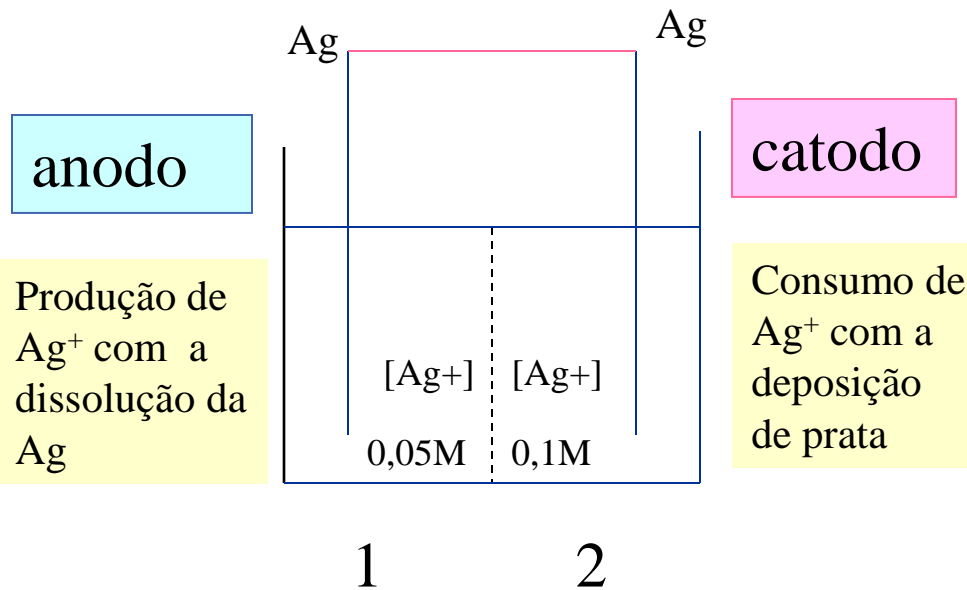 Ag
Ag
anodo
catodo
Produção de
Ag⁺ com a
dissolução da
Ag
Consumo de
Ag⁺ com a
deposição
de prata
[Ag+]
[Ag+]
0,05M
0,1M
1
2